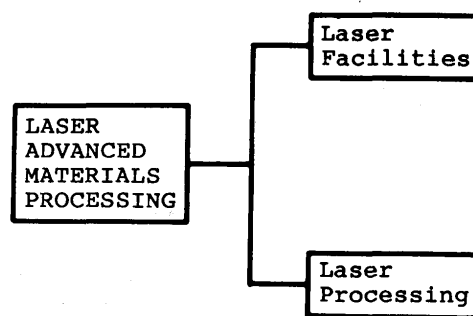 Laser
Facilities
LASER
ADVANCED
MATERIALS
PROCESSING
Laser
Processing